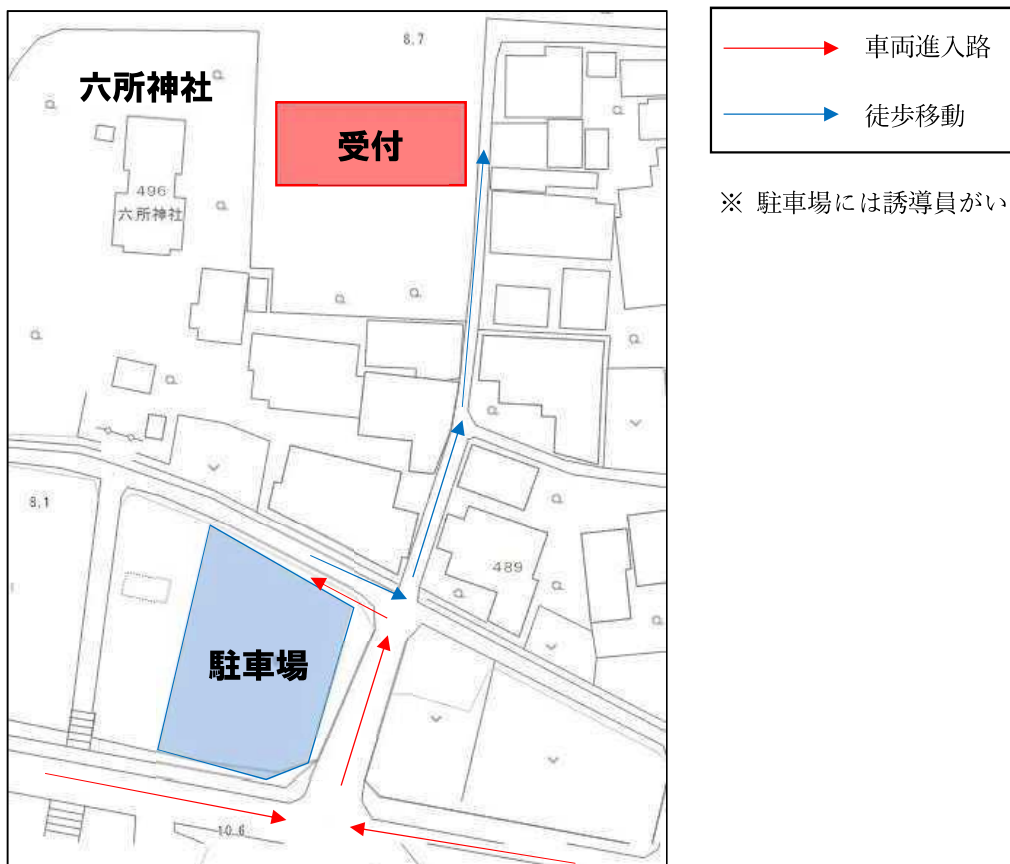 8.7
六所神社
受付
496
六所神社
8.1
489
駐車場
10.6
車両進入路
徒歩移動
※ 駐車場には誘導員がい